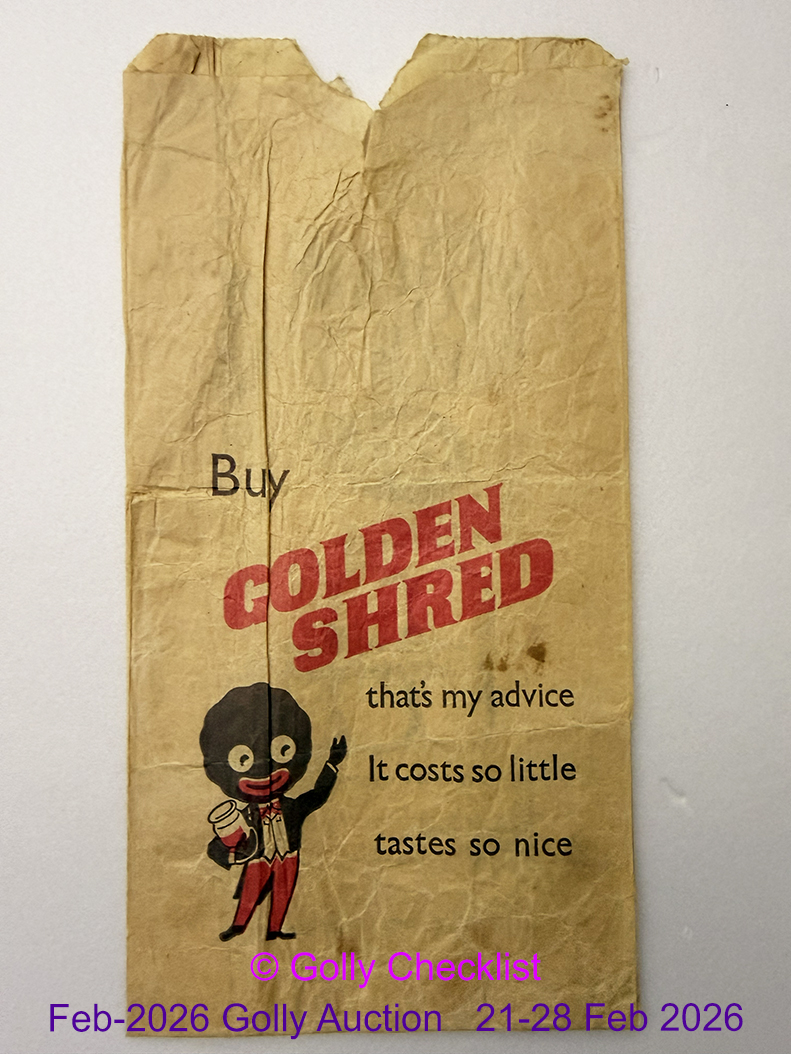 Buy
GOLDEN
SHRED
that's my advice
It costs so little
tastes so nice
© Golly Checklist
Feb-2026 Golly Auction 21-28 Feb 2026